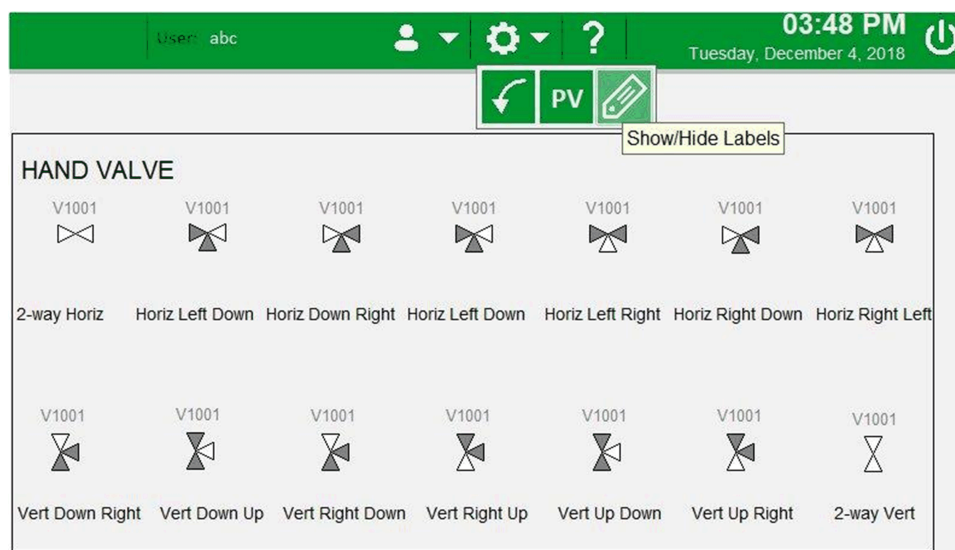 User: abc
?
03:48 PM
Tuesday, December 4, 2018
PV
Show/Hide Labels
HAND VALVE
V1001 V1001 V1001 V1001 V1001 V1001 V1001
2-way Horiz Horiz Left Down Horiz Down Right Horiz Left Down Horiz Left Right Horiz Right Down Horiz Right Left
V1001 V1001 V1001 V1001 V1001 V1001 V1001
Vert Down Right Vert Down Up Vert Right Down Vert Right Up Vert Up Down Vert Up Right 2-way Vert